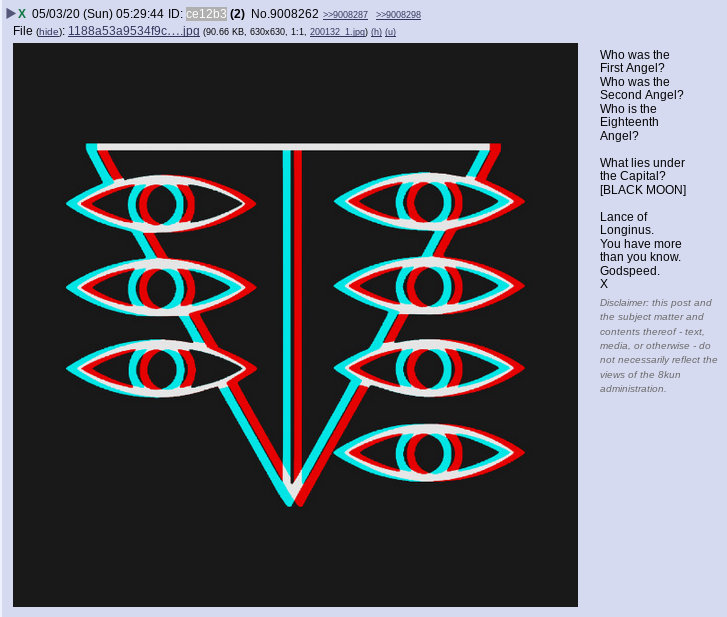 ▶X 05/03/20 (Sun) 05:29:44 ID: ce12b3 (2) No.9008262 >>9008287 >>9008298
File (hide): 1188a53a9534f9c….jpg (90.66 KB, 630x630, 1:1, 200132_1.jpg) (h) (u)
Who was the
First Angel?
Who was the
Second Angel?
Who is the
Eighteenth
Angel?
What lies under
the Capital?
[BLACK MOON]
Lance of
Longinus.
You have more
than you know.
Godspeed.
X
Disclaimer: this post and
the subject matter and
contents thereof - text,
media, or otherwise - do
not necessarily reflect the
views of the 8kun
administration.